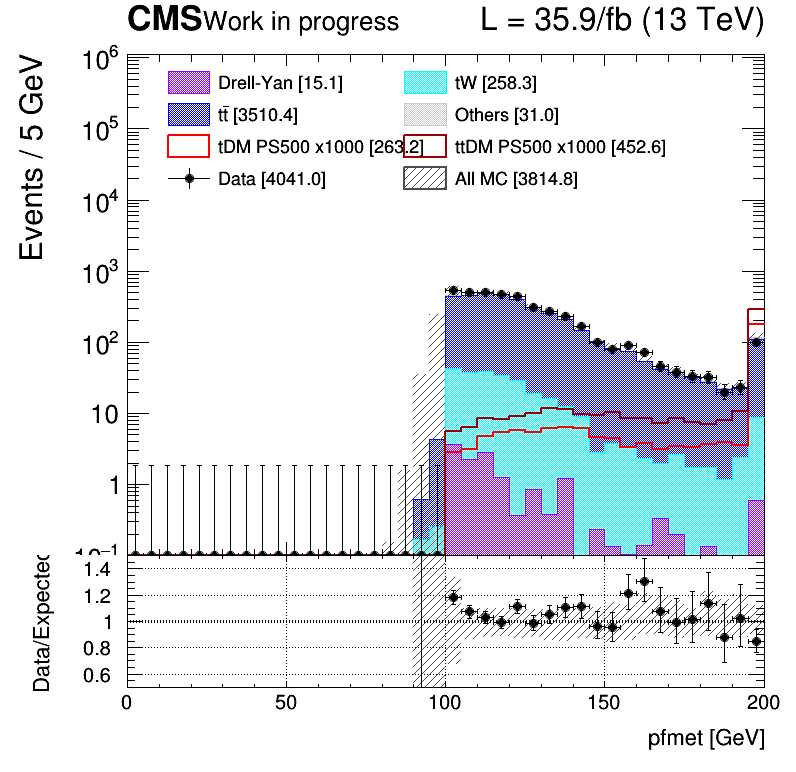 CMS Work in progress L = 35.9/fb (13 TeV)
Events / 5 GeV
10⁶
10⁵
10⁴
10³
10²
10
1
10⁻¹
Drell-Yan [15.1] tW [258.3]
tt̄ [3510.4] Others [31.0]
tDM PS500 x1000 [263.2] ttDM PS500 x1000 [452.6]
Data [4041.0] All MC [3814.8]
Data/Expected
1.4
1.2
1
0.8
0.6
0 50 100 150 200
pfmet [GeV]